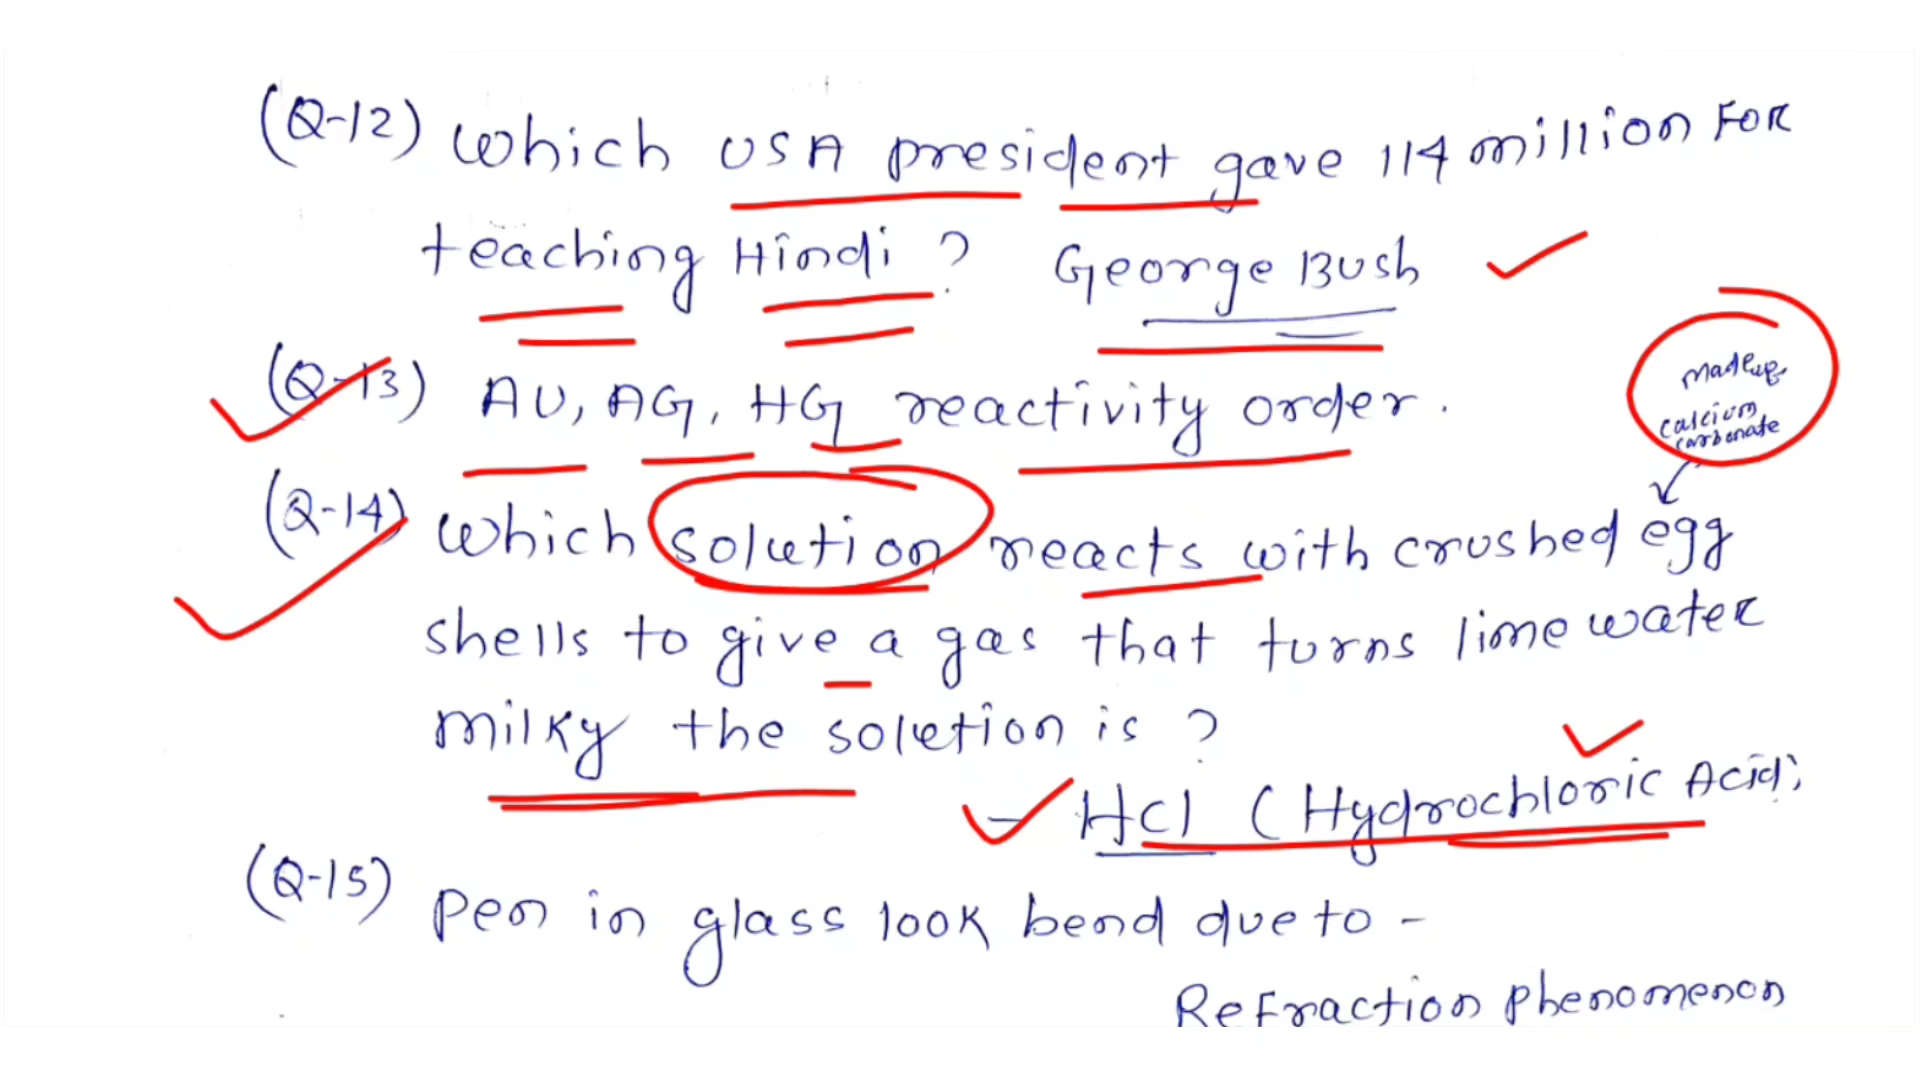 (Q-12) Which USA president gave 114 million For
teaching Hindi ? George Bush
(Q-13) AU, AG, HG reactivity order.
made up
calcium
carbonate
(Q-14) Which solution reacts with crushed egg
shells to give a gas that turns lime water
milky the solution is ?
- Hcl (Hydrochloric Acid)
(Q-15) Pen in glass look bend due to -
Refraction phenomenon